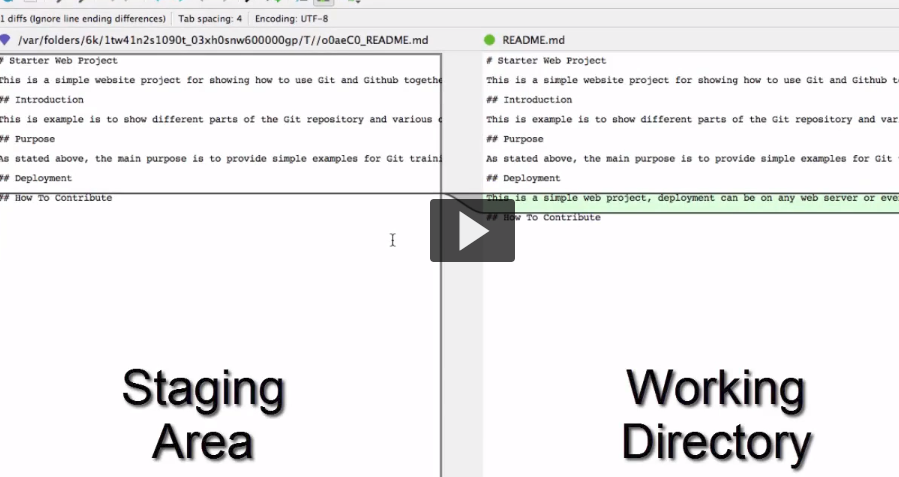 1 diffs (Ignore line ending differences) Tab spacing: 4 Encoding: UTF-8
/var/folders/6k/1tw41n2s1090t_03xh0snw600000gp/T//o0aeC0_README.md
# Starter Web Project
This is a simple website project for showing how to use Git and Github togethe
## Introduction
This is example is to show different parts of the Git repository and various
## Purpose
As stated above, the main purpose is to provide simple examples for Git traini
## Deployment
## How To Contribute
Staging
Area
README.md
# Starter Web Project
This is a simple website project for showing how to use Git and Github t
## Introduction
This is example is to show different parts of the Git repository and var
## Purpose
As stated above, the main purpose is to provide simple examples for Git
## Deployment
This is a simple web project, deployment can be on any web server or eve
## How To Contribute
Working
Directory